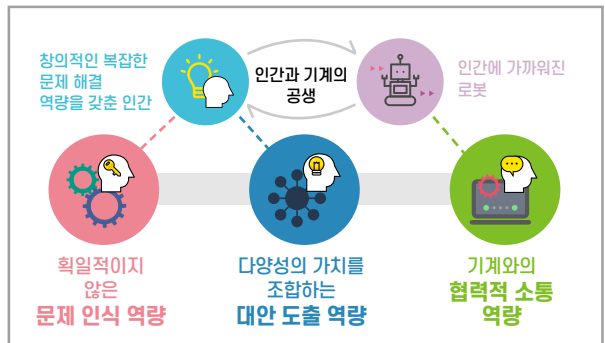 창의적인 복잡한
문제 해결
역량을 갖춘 인간
인간과 기계의
공생
인간에 가까워진
로봇
획일적이지
않은
문제 인식 역량
다양성의 가치를
조합하는
대안 도출 역량
기계와의
협력적 소통
역량